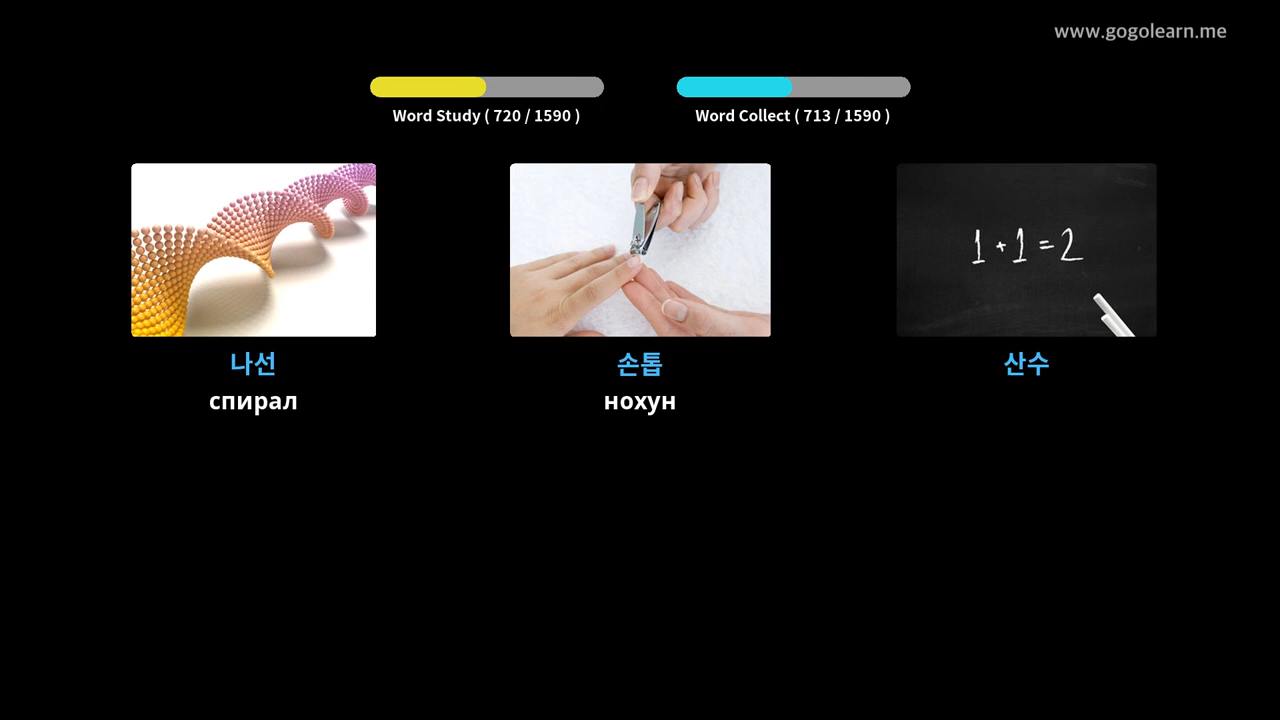 www.gogolearn.me
Word Study ( 720 / 1590 )
Word Collect ( 713 / 1590 )
1 + 1 = 2
나선
손톱
산수
спирал
нохун